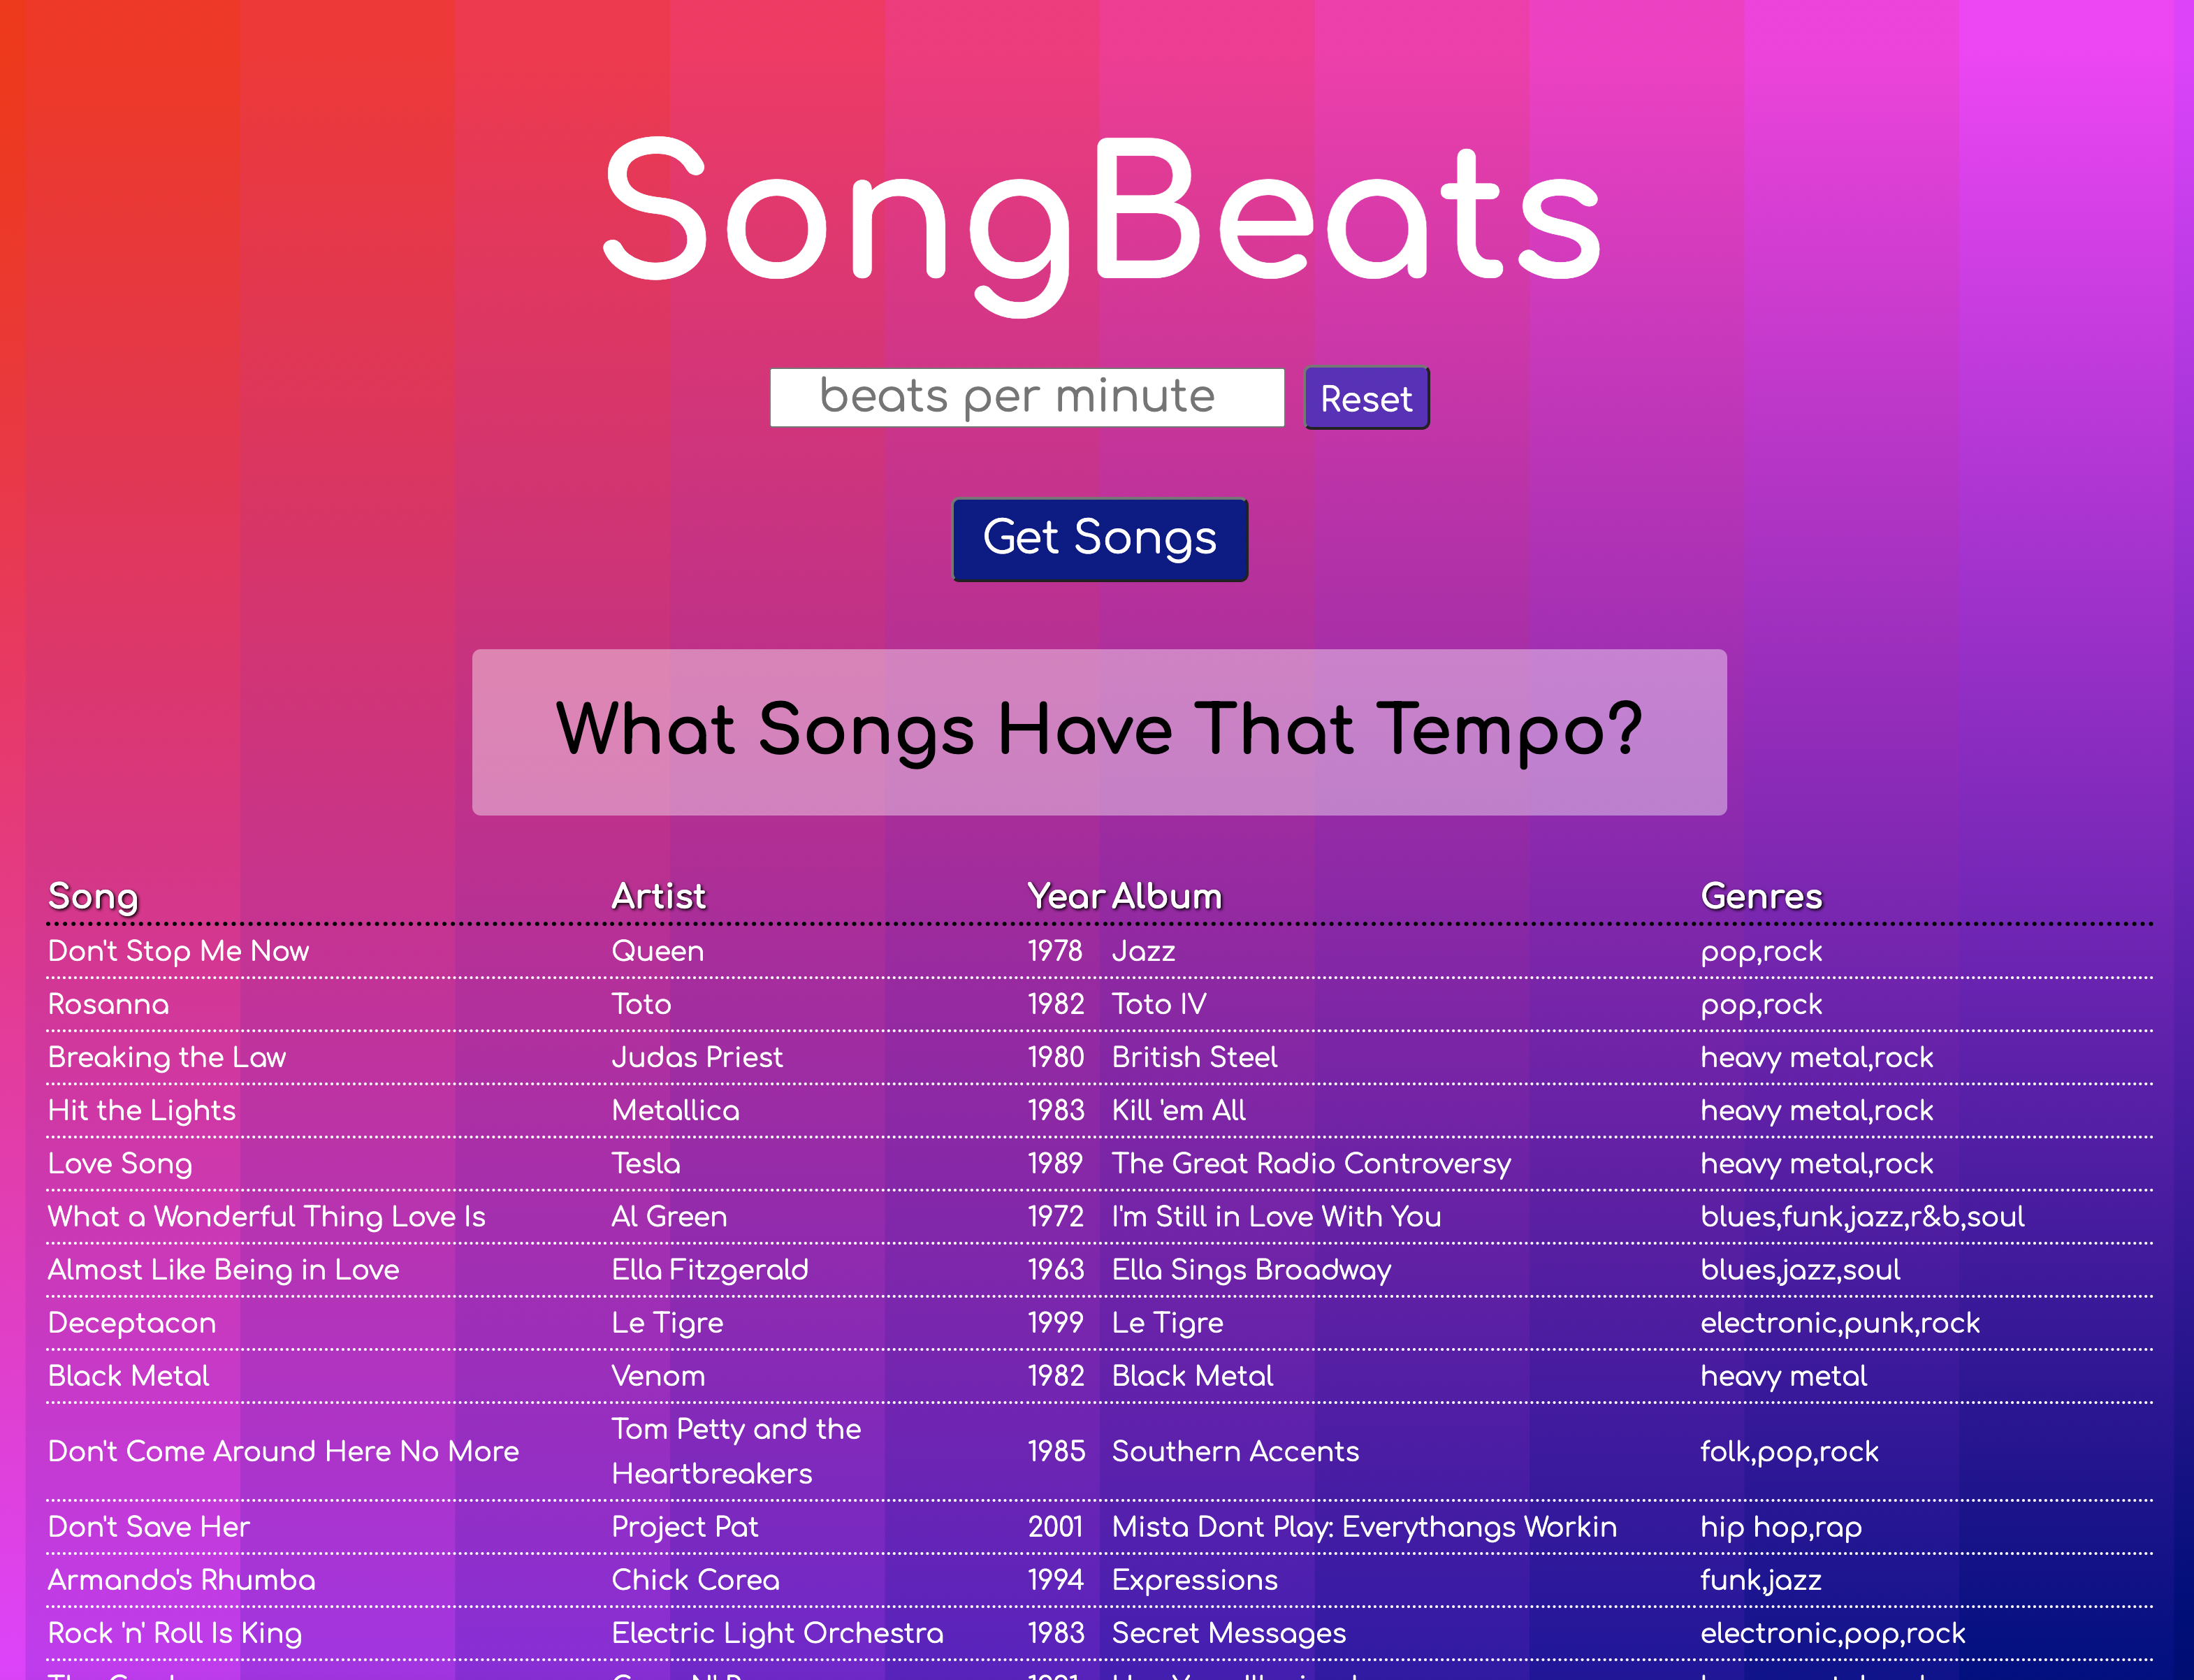 SongBeats
beats per minute Reset
Get Songs
What Songs Have That Tempo?
Song Artist Year Album Genres
Don't Stop Me Now Queen 1978 Jazz pop,rock
Rosanna Toto 1982 Toto IV pop,rock
Breaking the Law Judas Priest 1980 British Steel heavy metal,rock
Hit the Lights Metallica 1983 Kill 'em All heavy metal,rock
Love Song Tesla 1989 The Great Radio Controversy heavy metal,rock
What a Wonderful Thing Love Is Al Green 1972 I'm Still in Love With You blues,funk,jazz,r&b,soul
Almost Like Being in Love Ella Fitzgerald 1963 Ella Sings Broadway blues,jazz,soul
Deceptacon Le Tigre 1999 Le Tigre electronic,punk,rock
Black Metal Venom 1982 Black Metal heavy metal
Don't Come Around Here No More Tom Petty and the Heartbreakers 1985 Southern Accents folk,pop,rock
Don't Save Her Project Pat 2001 Mista Dont Play: Everythangs Workin hip hop,rap
Armando's Rhumba Chick Corea 1994 Expressions funk,jazz
Rock 'n' Roll Is King Electric Light Orchestra 1983 Secret Messages electronic,pop,rock